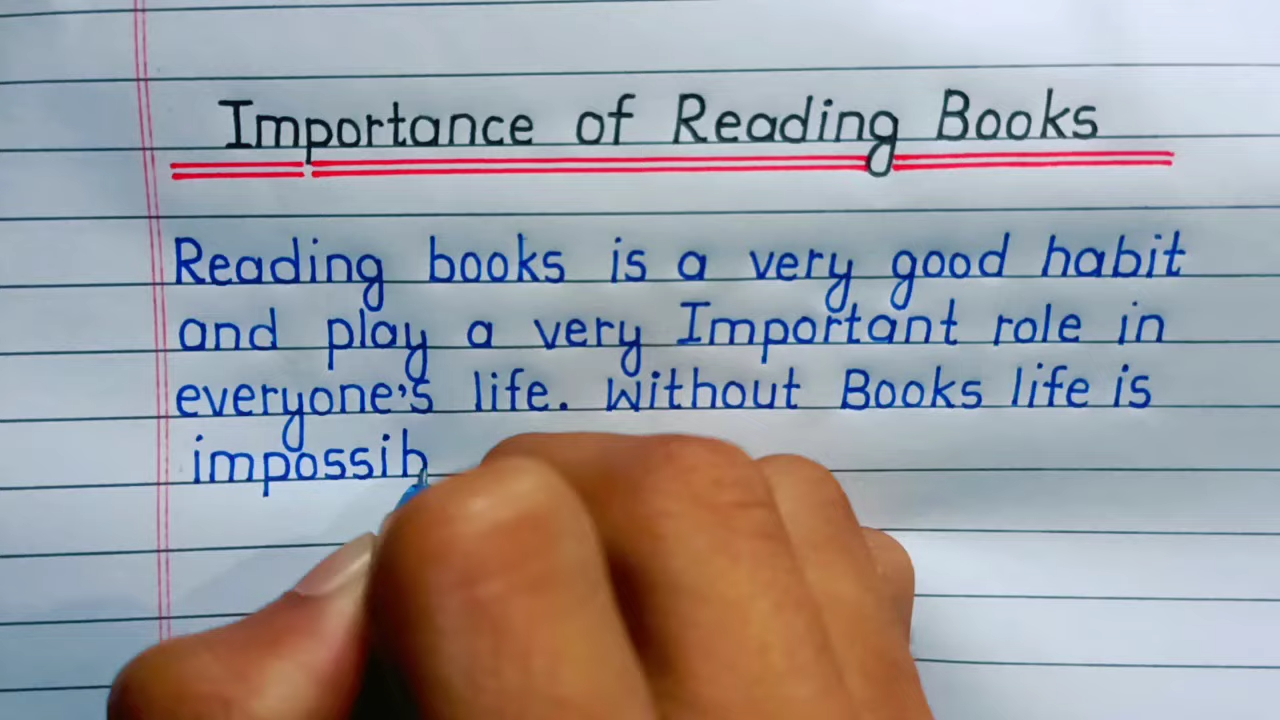 Importance of Reading Books
Reading books is a very good habit
and play a very Important role in
everyone's life. Without Books life is
impossib